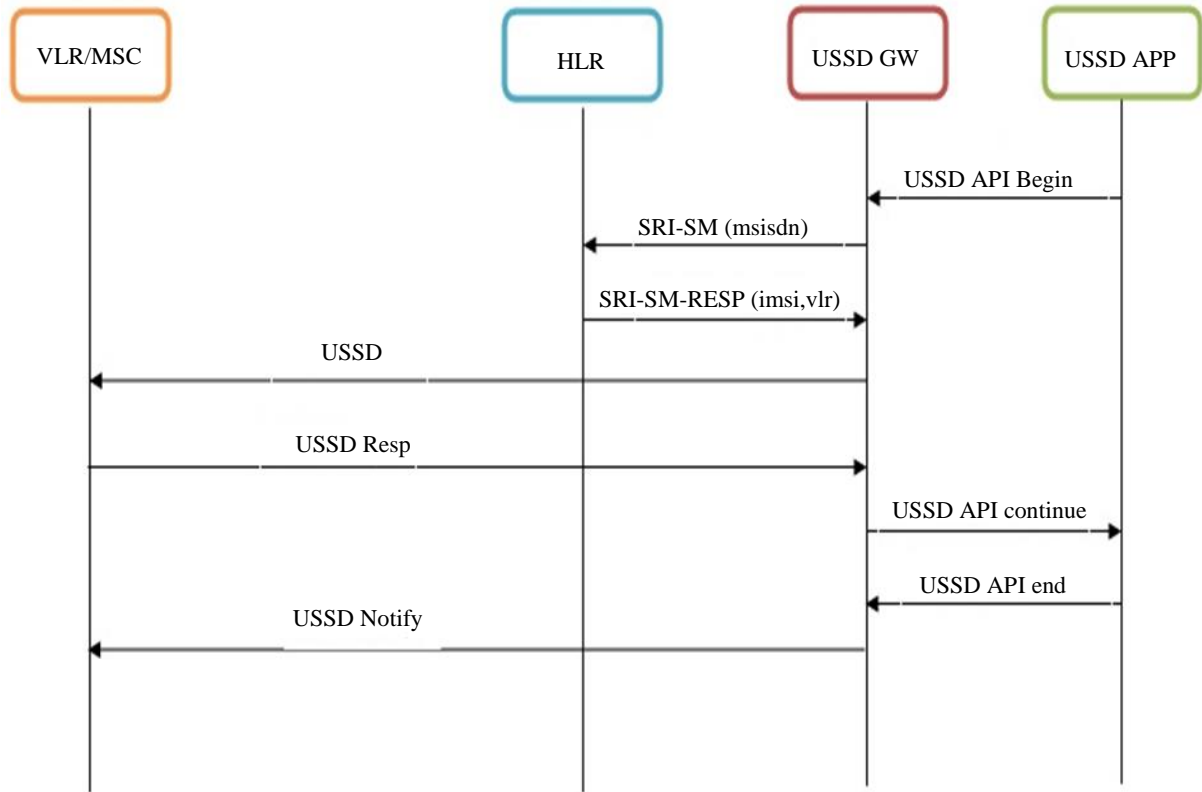 VLR/MSC
HLR
USSD GW
USSD APP
USSD API Begin
SRI-SM (msisdn)
SRI-SM-RESP (imsi,vlr)
USSD
USSD Resp
USSD API continue
USSD API end
USSD Notify